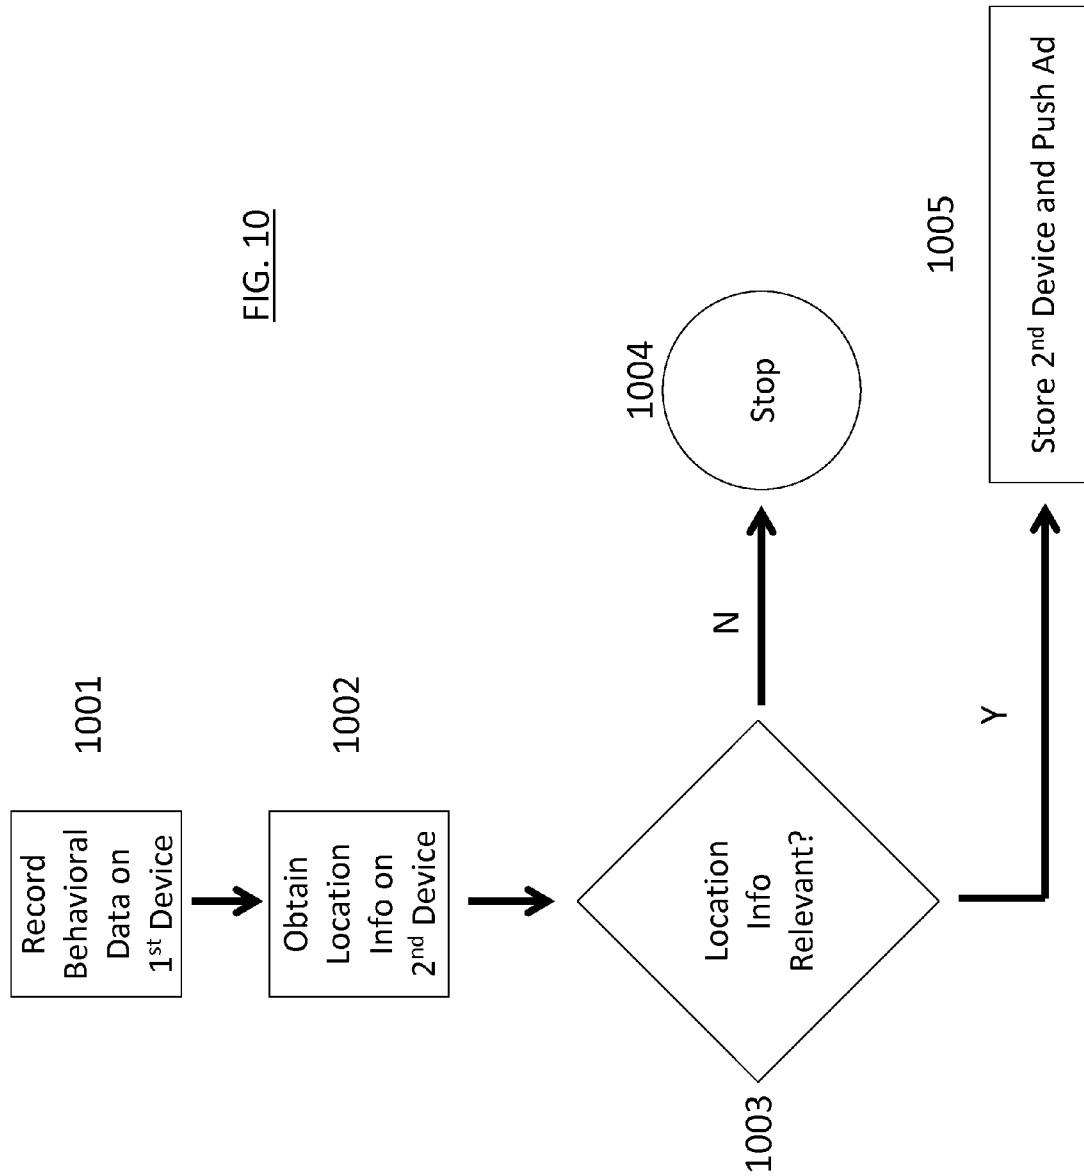 FIG. 10
1001
Record
Behavioral
Data on
1st Device
1002
Obtain
Location
Info on
2nd Device
1003
Location
Info
Relevant?
N
1004
Stop
Y
1005
Store 2nd Device and Push Ad